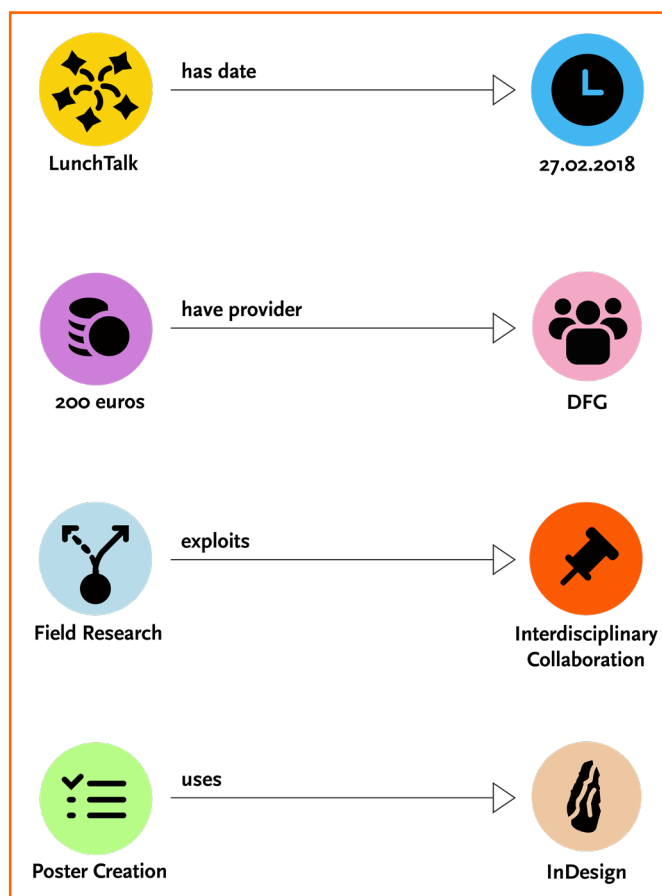 has date
LunchTalk
27.02.2018
have provider
200 euros
DFG
exploits
Field Research
Interdisciplinary
Collaboration
uses
Poster Creation
InDesign